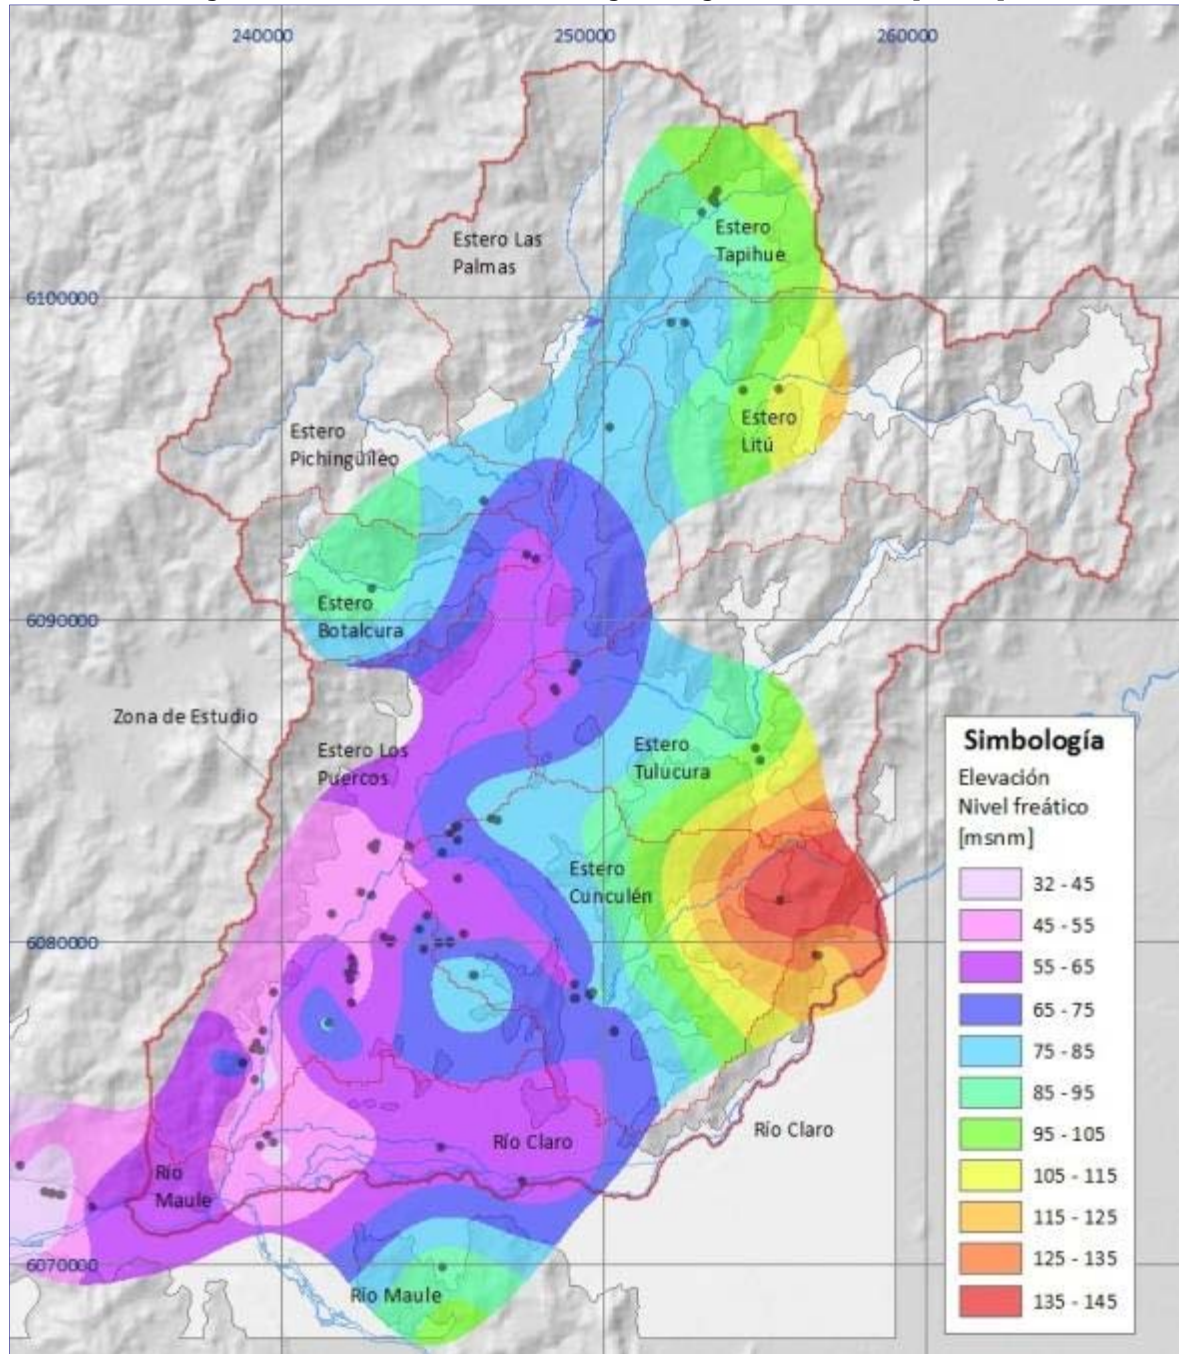 240000
250000
260000
Estero
Tapihue
Estero Las
Palmas
6100000
Estero
Litú
Estero
Pichingüileo
Estero
Botalcura
6090000
Zona de Estudio
Estero Los
Puercos
Estero
Tulucura
Estero
Cunculén
6080000
Río Claro
Río Claro
Río
Maule
6070000
Río Maule
Simbología
Elevación
Nivel freático
[msnm]
32 - 45
45 - 55
55 - 65
65 - 75
75 - 85
85 - 95
95 - 105
105 - 115
115 - 125
125 - 135
135 - 145